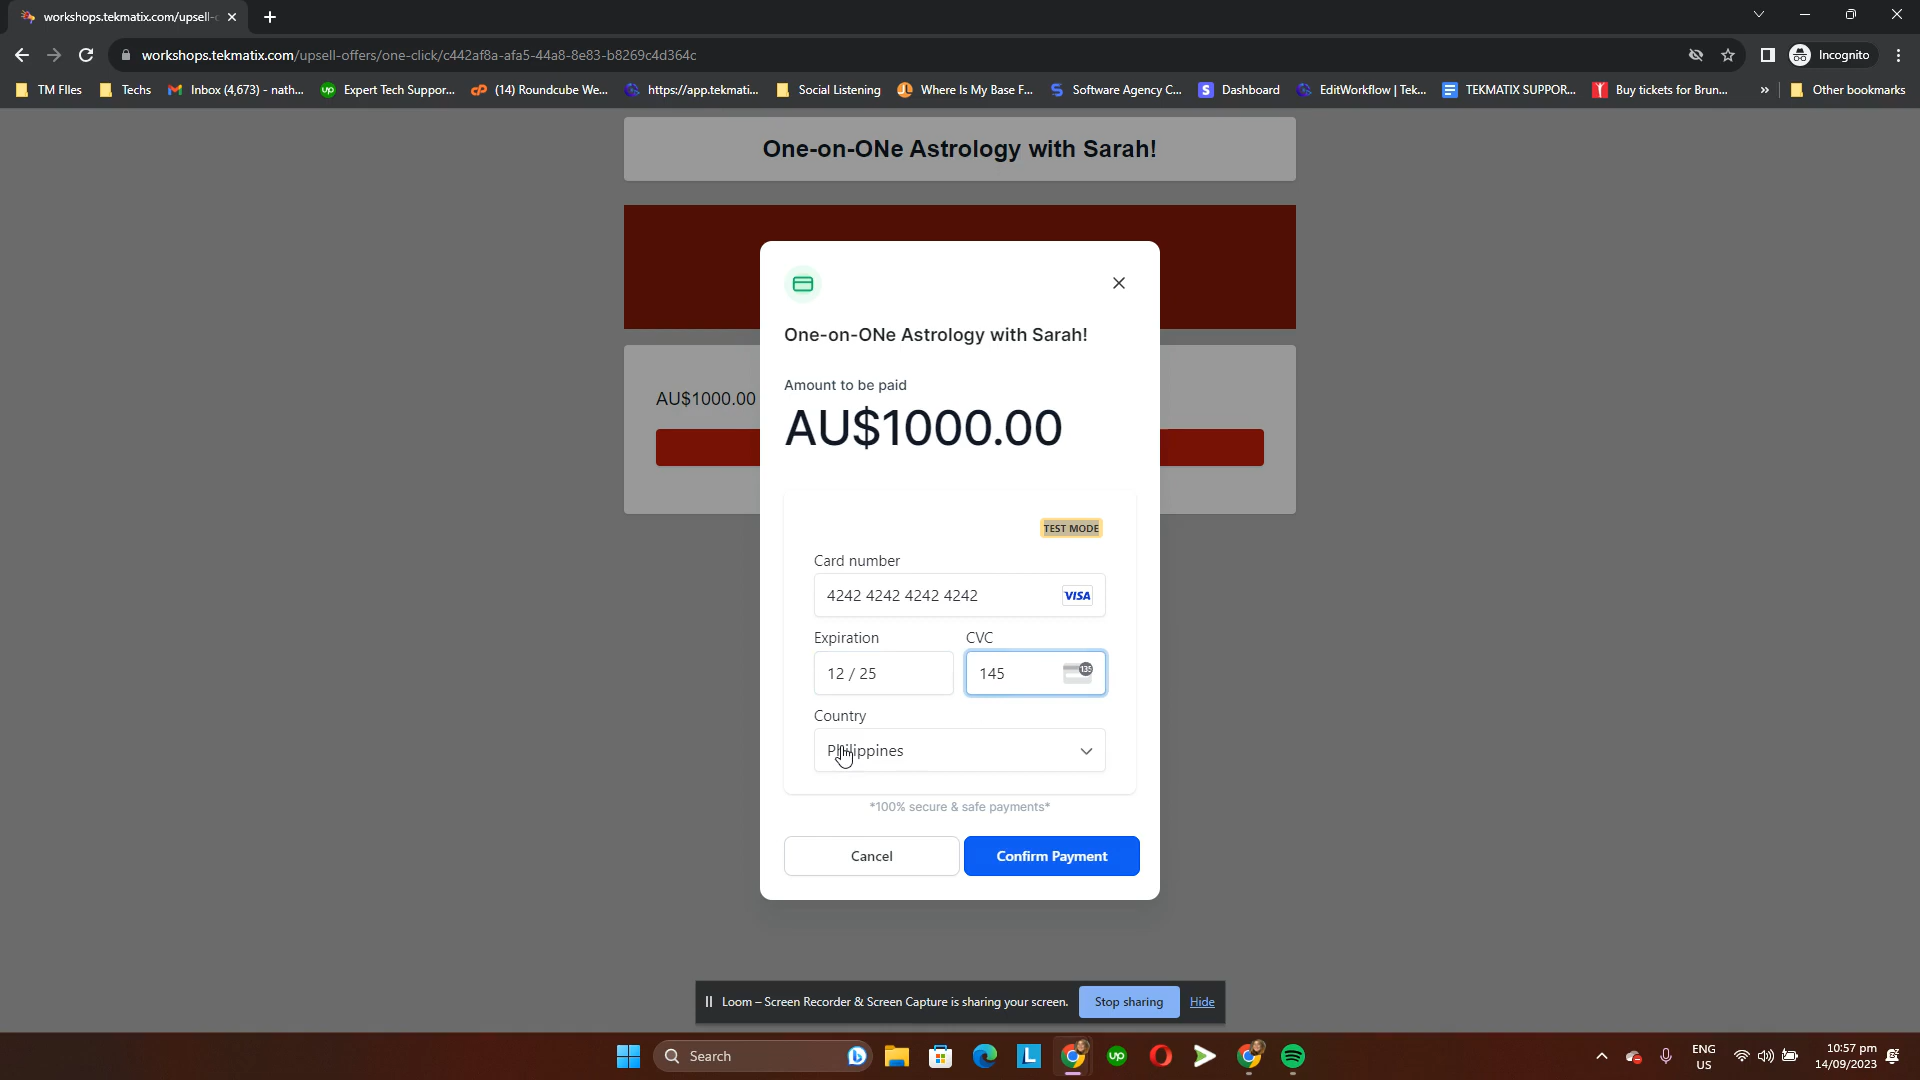 workshops.tekmatix.com/upsell-
workshops.tekmatix.com/upsell-offers/one-click/c442af8a-afa5-44a8-8e83-b8269c4d364c
Incognito
TM FIles
Techs
Inbox (4,673) - nath...
up
Expert Tech Suppor...
(14) Roundcube We...
https://app.tekmati...
Social Listening
Where Is My Base F...
Software Agency C...
Dashboard
EditWorkflow | Tek...
TEKMATIX SUPPOR...
Buy tickets for Brun...
»
Other bookmarks
One-on-ONe Astrology with Sarah!
One-on-ONe Astrology with Sarah!
Amount to be paid
AU$1000.00
AU$1000.00
TEST MODE
Card number
4242 4242 4242 4242
VISA
Expiration
CVC
12 / 25
145
135
Country
Philippines
*100% secure & safe payments*
Cancel
Confirm Payment
Loom – Screen Recorder & Screen Capture is sharing your screen.
Stop sharing
Hide
Search
L
up
ENG
US
10:57 pm
14/09/2023